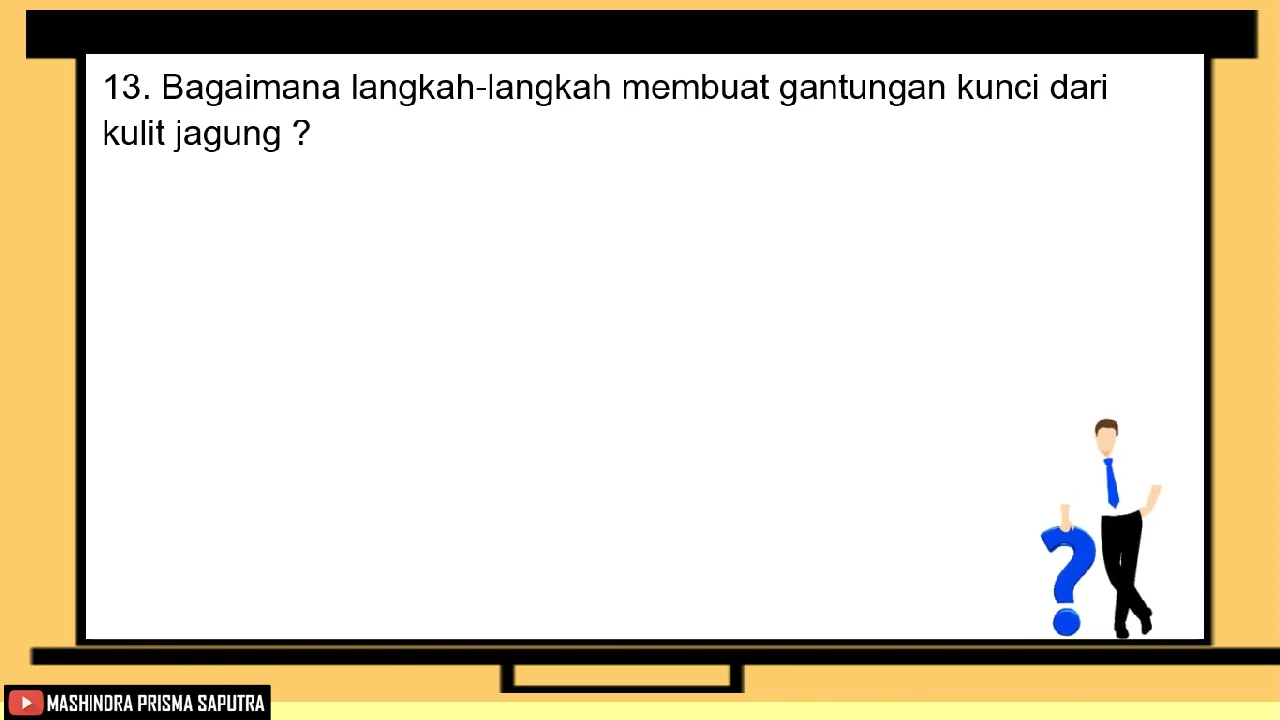 13. Bagaimana langkah-langkah membuat gantungan kunci dari
kulit jagung ?
MASHINDRA PRISMA SAPUTRA